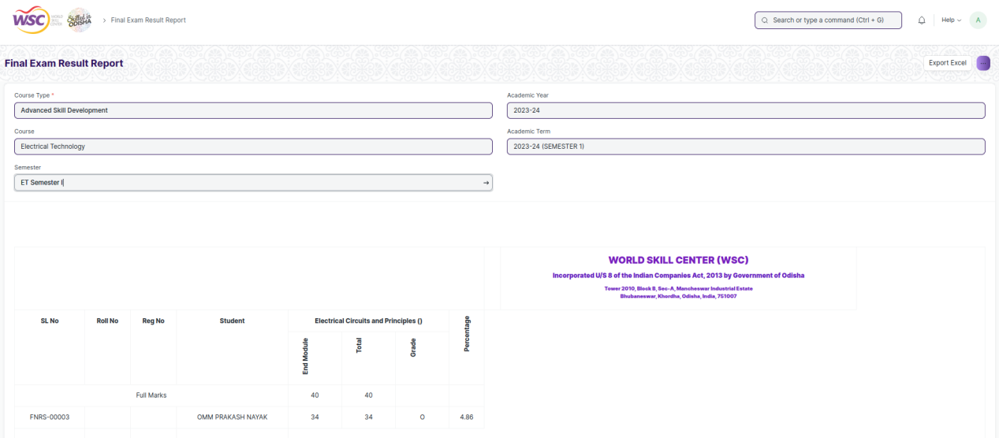 WSC WORLD SKILL CENTER Skilled in ODISHA > Final Exam Result Report
Search or type a command (Ctrl + G)
Help
A
Final Exam Result Report
Export Excel
...
Course Type *
Academic Year
Advanced Skill Development
2023-24
Course
Academic Term
Electrical Technology
2023-24 (SEMESTER 1)
Semester
ET Semester I
WORLD SKILL CENTER (WSC)
Incorporated U/S 8 of the Indian Companies Act, 2013 by Government of Odisha
Tower 2010, Block B, Sec-A, Mancheswar Industrial Estate
Bhubaneswar, Khordha, Odisha, India, 751007
SL No Roll No Reg No Student Electrical Circuits and Principles () Percentage
End Module Total Grade
Full Marks 40 40
FNRS-00003 OMM PRAKASH NAYAK 34 34 O 4.86